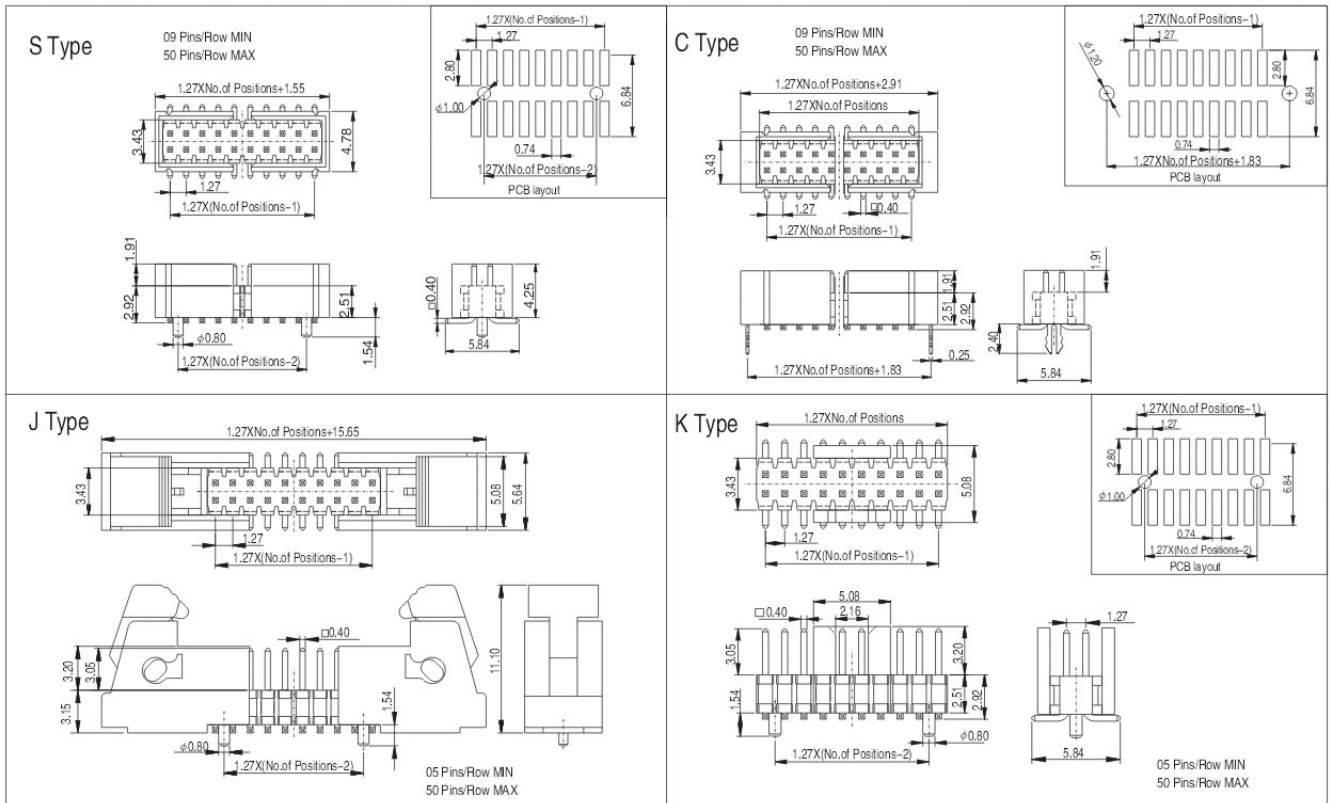 S Type
09 Pins/Row MIN
50 Pins/Row MAX
1.27XNo.of Positions+1.55
3.43
4.78
1.27
1.27X(No.of Positions-1)
1.27X(No.of Positions-1)
1.27
2.80
6.84
ϕ1.00
0.74
1.27X(No.of Positions-2)
PCB layout
1.91
2.92
2.51
ϕ0.80
1.54
1.27X(No.of Positions-2)
□0.40
4.25
5.84
C Type
09 Pins/Row MIN
50 Pins/Row MAX
1.27XNo.of Positions+2.91
1.27XNo.of Positions
3.43
1.27
□0.40
1.27X(No.of Positions-1)
1.27X(No.of Positions-1)
1.27
ϕ1.20
2.80
6.84
0.74
1.27XNo.of Positions+1.83
PCB layout
1.91
2.51
2.92
0.25
1.27XNo.of Positions+1.83
1.91
2.40
5.84
J Type
1.27XNo.of Positions+15.65
3.43
5.08
5.64
1.27
1.27X(No.of Positions-1)
□0.40
3.20
3.05
3.15
1.54
11.10
ϕ0.80
1.27X(No.of Positions-2)
05 Pins/Row MIN
50 Pins/Row MAX
K Type
1.27XNo.of Positions
3.43
5.08
1.27
1.27X(No.of Positions-1)
1.27X(No.of Positions-1)
1.27
2.80
6.84
ϕ1.00
0.74
1.27X(No.of Positions-2)
PCB layout
□0.40
5.08
2.16
3.05
1.54
3.20
2.51
2.92
ϕ0.80
1.27X(No.of Positions-2)
1.27
5.84
05 Pins/Row MIN
50 Pins/Row MAX